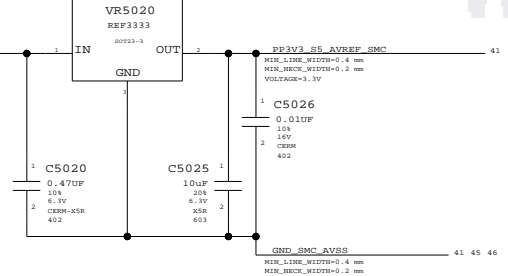 VR5020
REF3333
SOT23-3
1 IN OUT 2
GND
3
PP3V3_S5_AVREF_SMC 41
MIN_LINE_WIDTH=0.4 mm
MIN_NECK_WIDTH=0.2 mm
VOLTAGE=3.3V
1 C5026
0.01UF
10%
16V
2 CERM
402
1 C5020
0.47UF
10%
6.3V
2 CERM-X5R
402
C5025 1
10uF
20%
6.3V
X5R 2
603
GND_SMC_AVSS 41 45 46
MIN_LINE_WIDTH=0.4 mm
MIN_NECK_WIDTH=0.2 mm